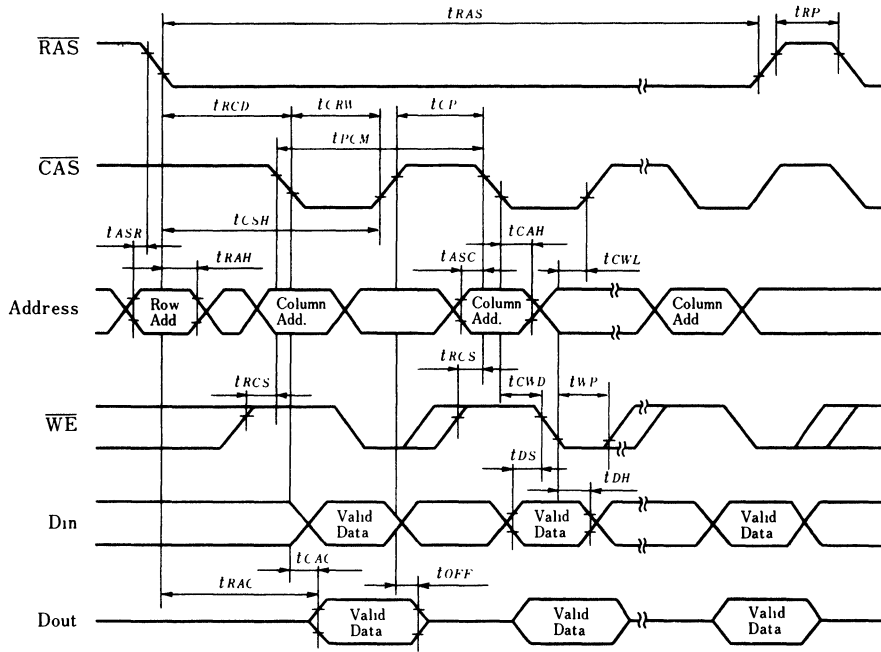 tRAS
tRP
RAS
tRCD
tCRW
tCP
tPCM
CAS
tCSH
tASR
tRAH
tASC
tCAH
tCWL
Address
Row Add
Column Add.
Column Add.
Column Add
tRCS
tRCS
tCWD
tWP
WE
tDS
tDH
Din
Valid Data
Valid Data
Valid Data
tCAC
tRAC
tOFF
Dout
Valid Data
Valid Data
Valid Data